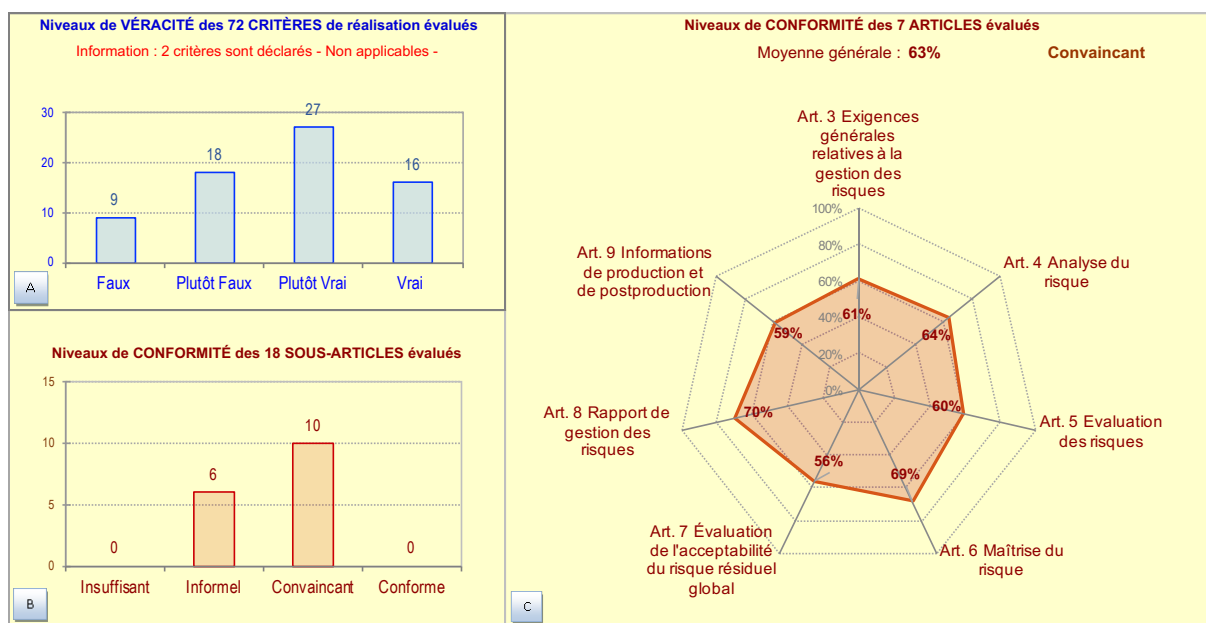 Niveaux de VÉRACITÉ des 72 CRITÈRES de réalisation évalués
Information : 2 critères sont déclarés - Non applicables -
30
20
10
0
9
18
27
16
Faux
Plutôt Faux
Plutôt Vrai
Vrai
A
Niveaux de CONFORMITÉ des 18 SOUS-ARTICLES évalués
15
10
5
0
0
6
10
0
Insuffisant
Informel
Convaincant
Conforme
B
Niveaux de CONFORMITÉ des 7 ARTICLES évalués
Moyenne générale : 63%
Convaincant
Art. 3 Exigences
générales
relatives à la
gestion des
risques
100%
80%
60%
40%
20%
0%
61%
Art. 4 Analyse du
risque
64%
Art. 5 Evaluation
des risques
60%
Art. 6 Maîtrise du
risque
69%
Art. 7 Évaluation
de l'acceptabilité
du risque résiduel
global
56%
Art. 8 Rapport de
gestion des
risques
70%
Art. 9 Informations
de production et
de postproduction
59%
C